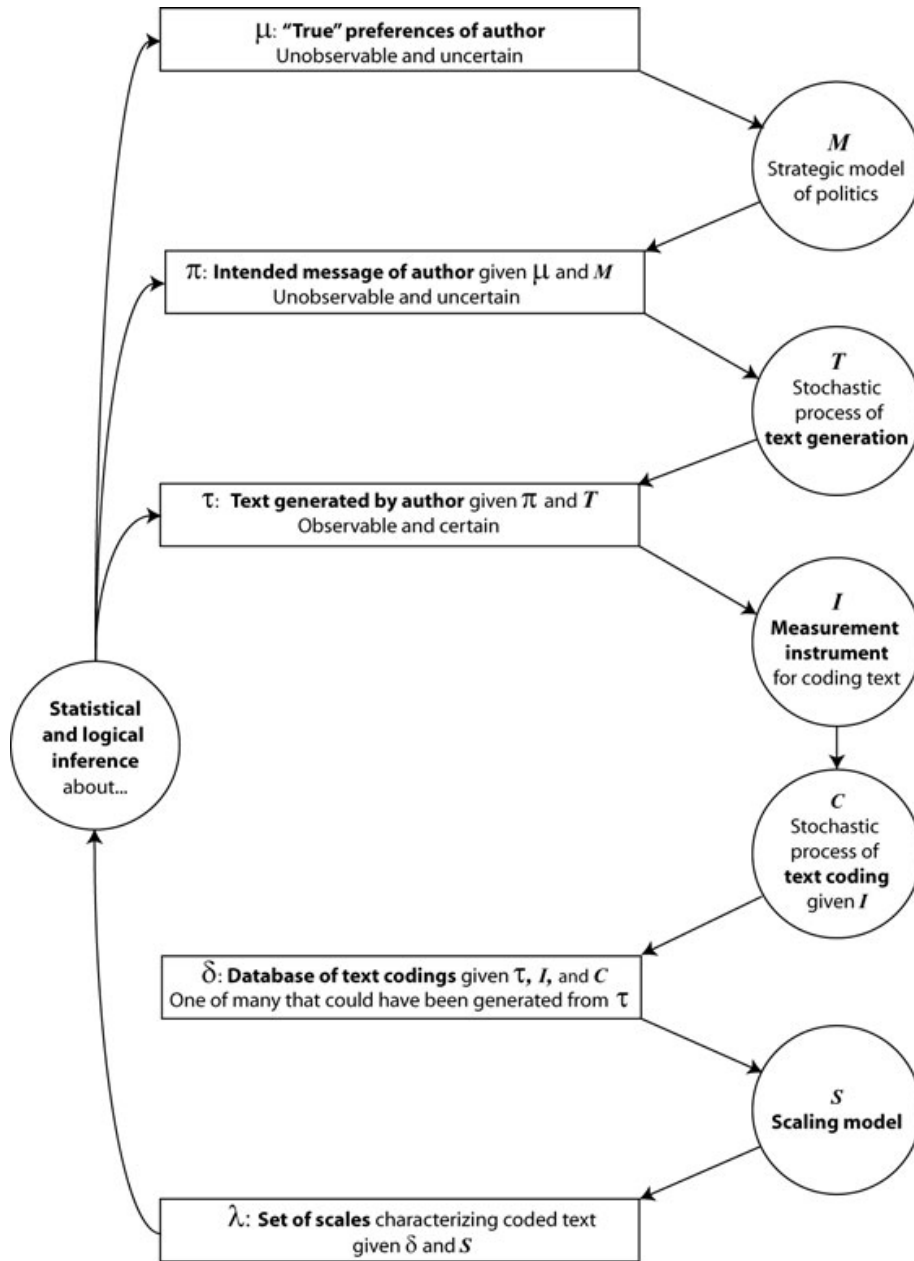 μ: “True” preferences of author
Unobservable and uncertain
M
Strategic model
of politics
π: Intended message of author given μ and M
Unobservable and uncertain
T
Stochastic
process of
text generation
τ: Text generated by author given π and T
Observable and certain
I
Measurement
instrument
for coding text
Statistical
and logical
inference
about...
C
Stochastic
process of
text coding
given I
δ: Database of text codings given τ, I, and C
One of many that could have been generated from τ
S
Scaling model
λ: Set of scales characterizing coded text
given δ and S